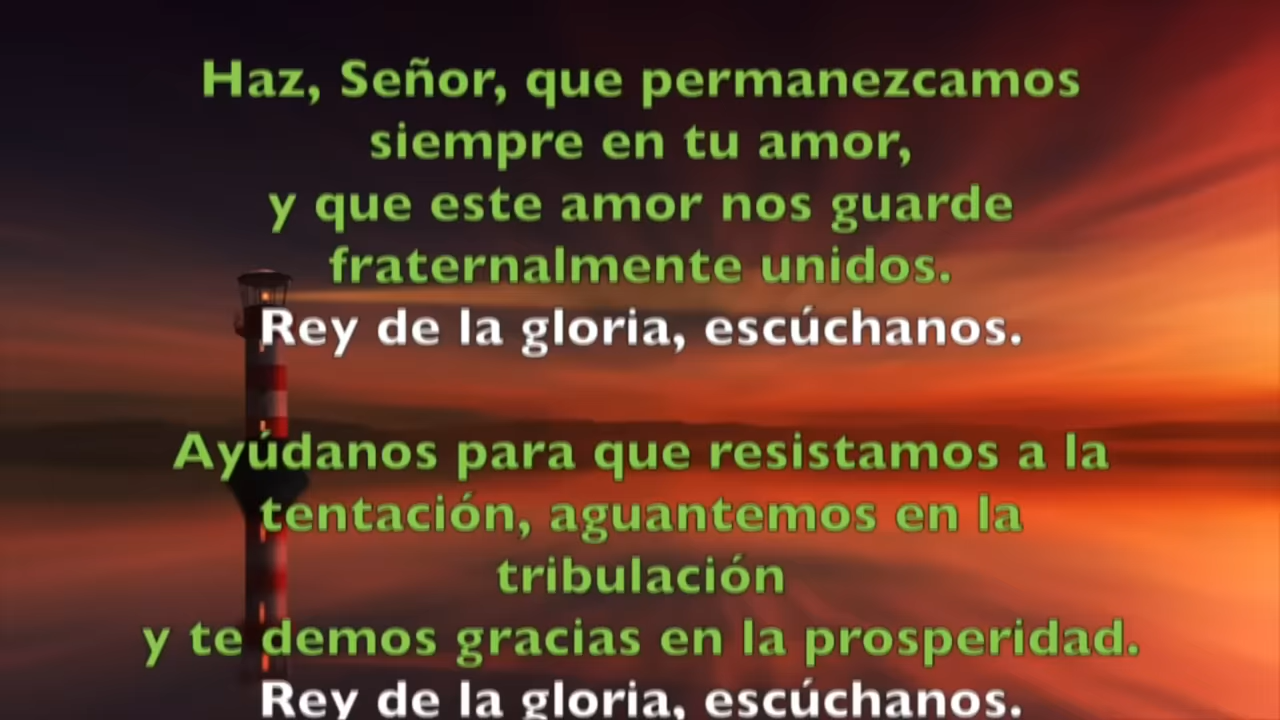 Haz, Señor, que permanezcamos
siempre en tu amor,
y que este amor nos guarde
fraternalmente unidos.
Rey de la gloria, escúchanos.
Ayúdanos para que resistamos a la
tentación, aguantemos en la
tribulación
y te demos gracias en la prosperidad.
Rey de la gloria, escúchanos.